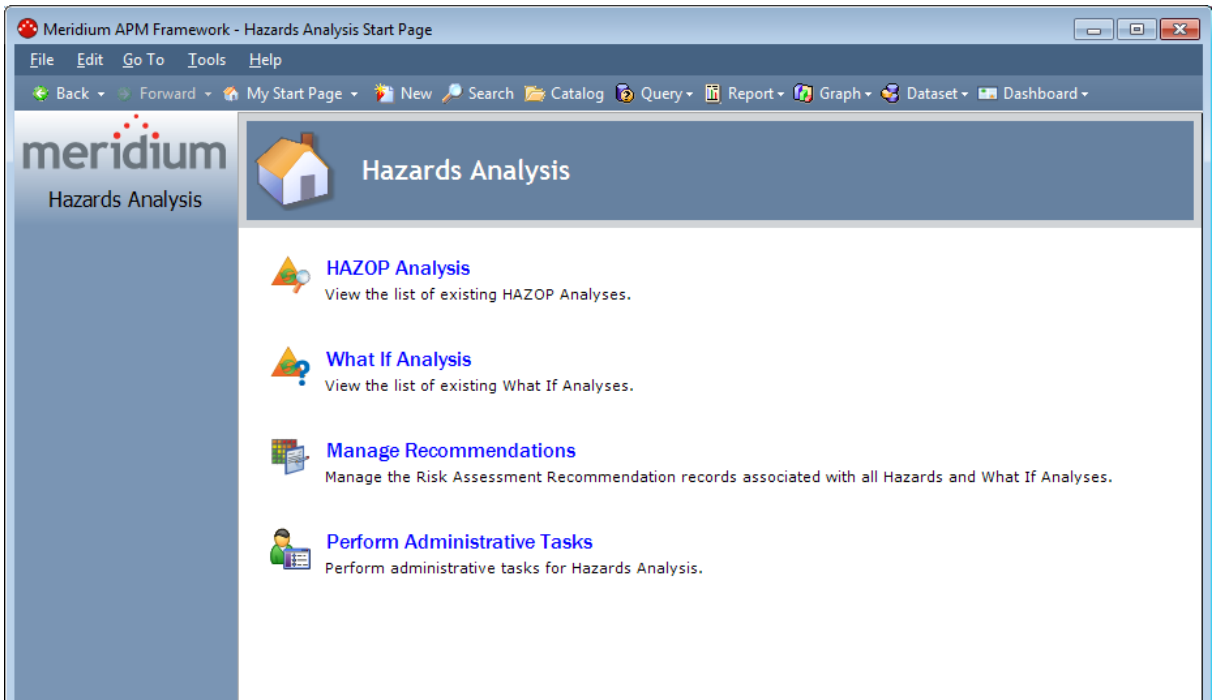 Meridium APM Framework - Hazards Analysis Start Page
File Edit Go To Tools Help
Back Forward My Start Page New Search Catalog Query Report Graph Dataset Dashboard
meridium
Hazards Analysis
Hazards Analysis
HAZOP Analysis
View the list of existing HAZOP Analyses.
What If Analysis
View the list of existing What If Analyses.
Manage Recommendations
Manage the Risk Assessment Recommendation records associated with all Hazards and What If Analyses.
Perform Administrative Tasks
Perform administrative tasks for Hazards Analysis.